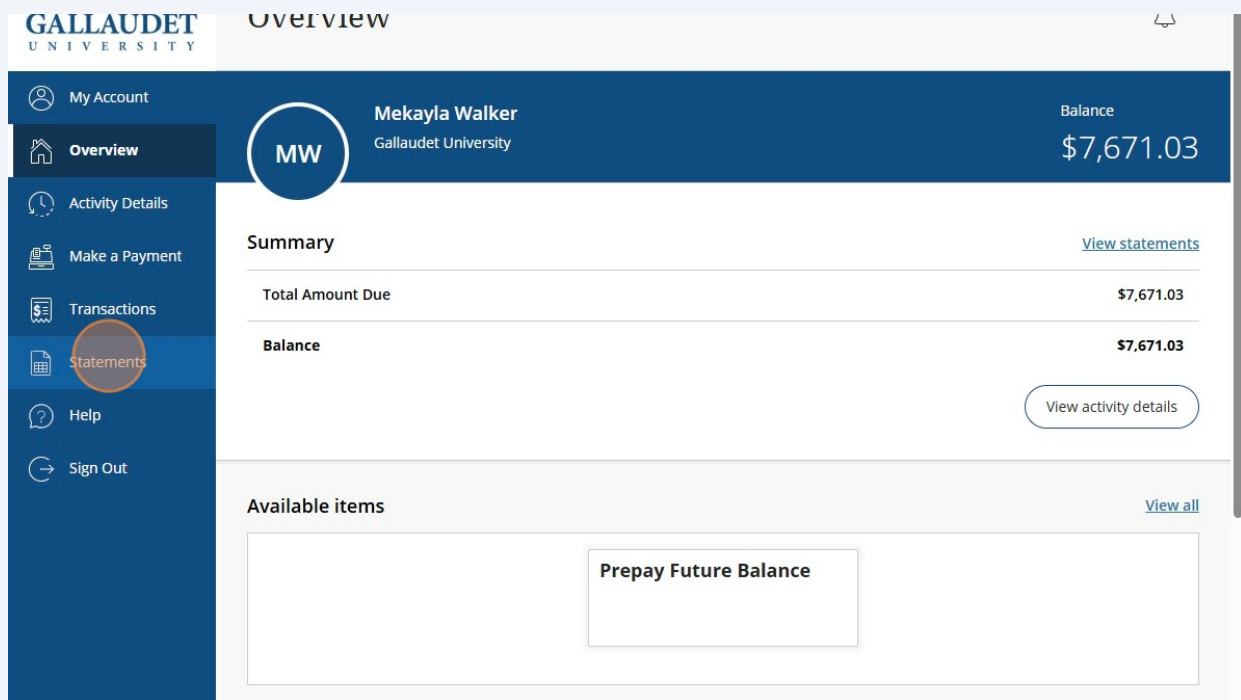 GALLAUDET
UNIVERSITY
Overview
My Account
Overview
Activity Details
Make a Payment
Transactions
Statements
Help
Sign Out
MW
Mekayla Walker
Gallaudet University
Balance
$7,671.03
Summary
View statements
Total Amount Due
$7,671.03
Balance
$7,671.03
View activity details
Available items
View all
Prepay Future Balance